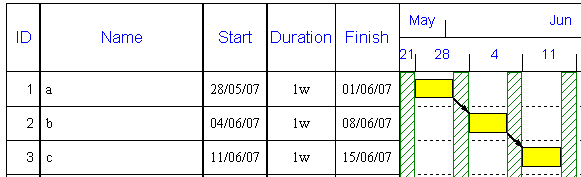 May Jun
ID Name Start Duration Finish
21 28 4 11
1 a 28/05/07 1w 01/06/07
2 b 04/06/07 1w 08/06/07
3 c 11/06/07 1w 15/06/07